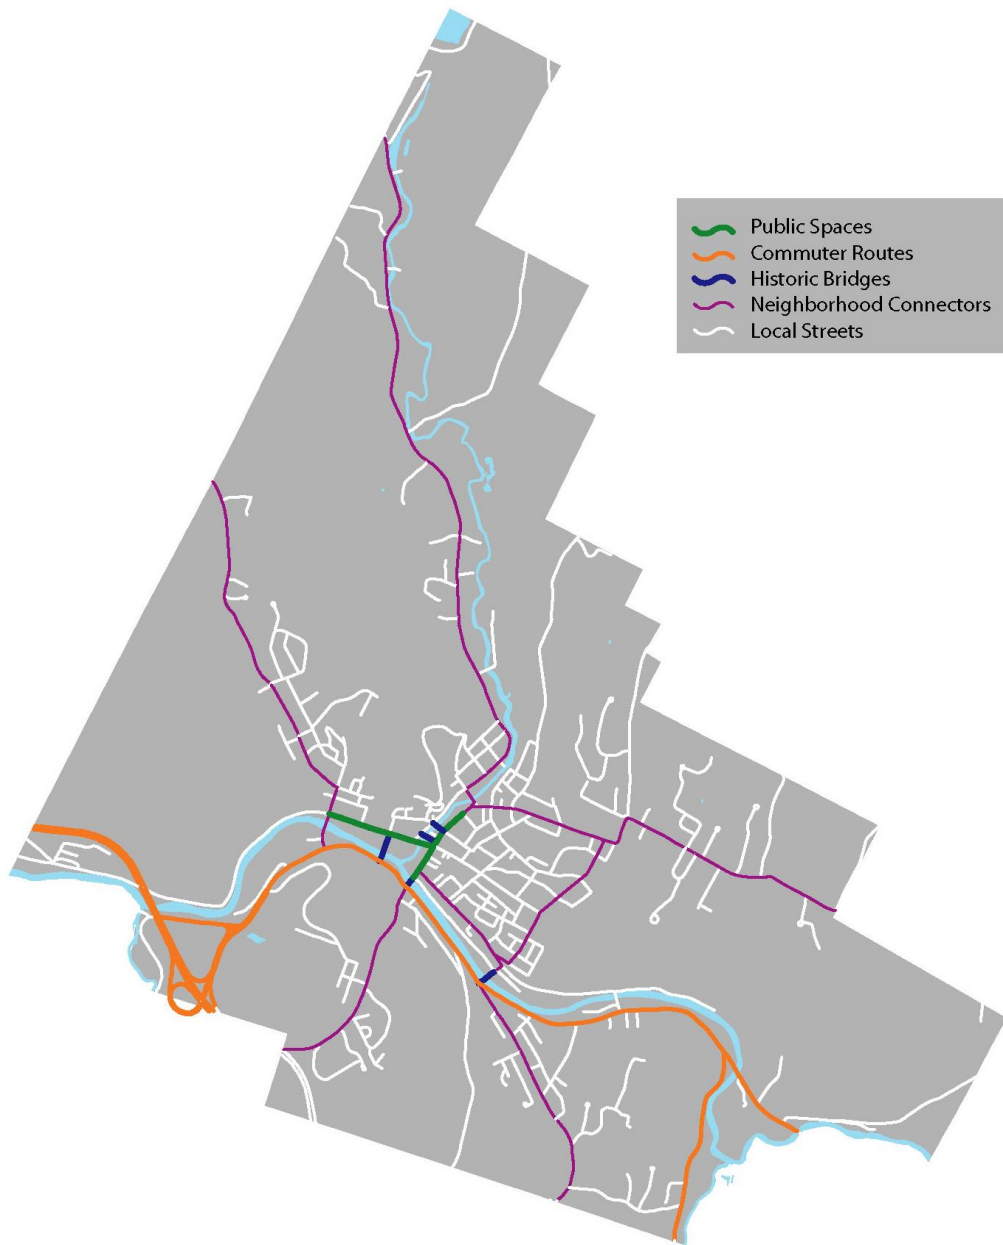 Public Spaces
Commuter Routes
Historic Bridges
Neighborhood Connectors
Local Streets